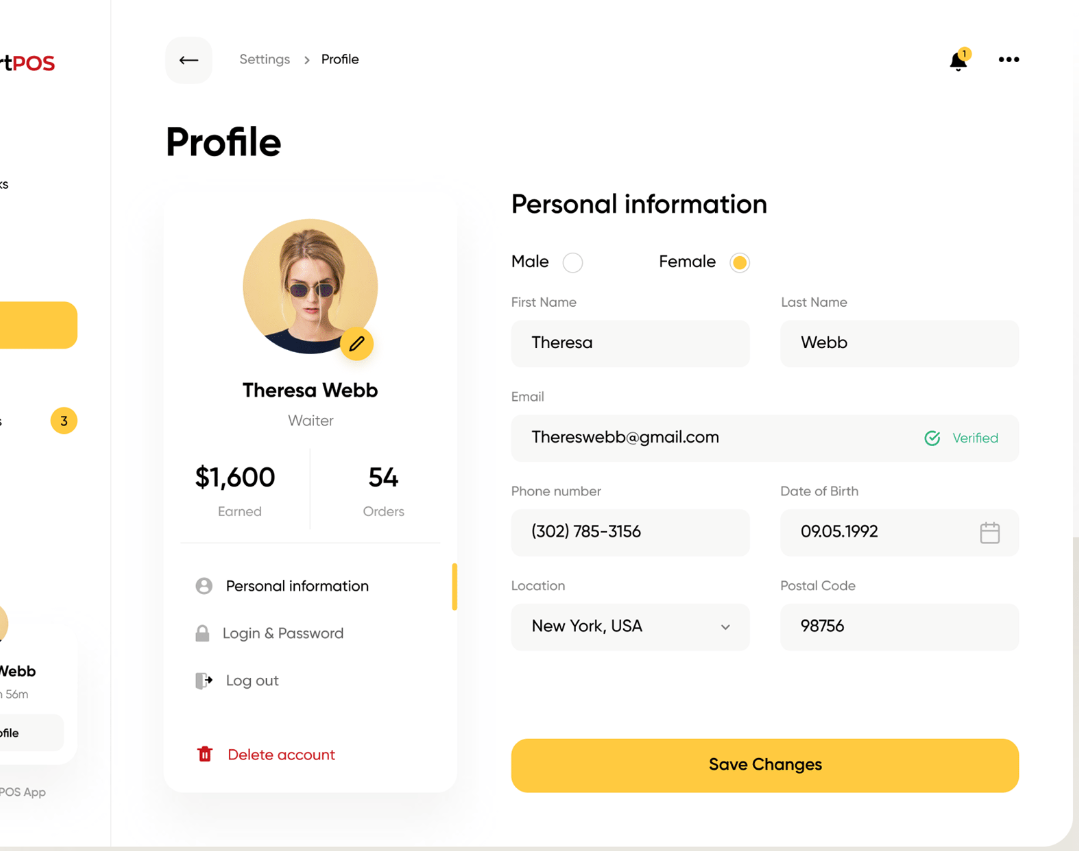 rtPOS
Settings > Profile
1
Profile
ks
3
s
Webb
n 56m
ofile
POS App
Theresa Webb
Waiter
$1,600
Earned
54
Orders
Personal information
Login & Password
Log out
Delete account
Personal information
Male
Female
First Name
Last Name
Theresa
Webb
Email
Thereswebb@gmail.com
Verified
Phone number
Date of Birth
(302) 785-3156
09.05.1992
Location
Postal Code
New York, USA
98756
Save Changes